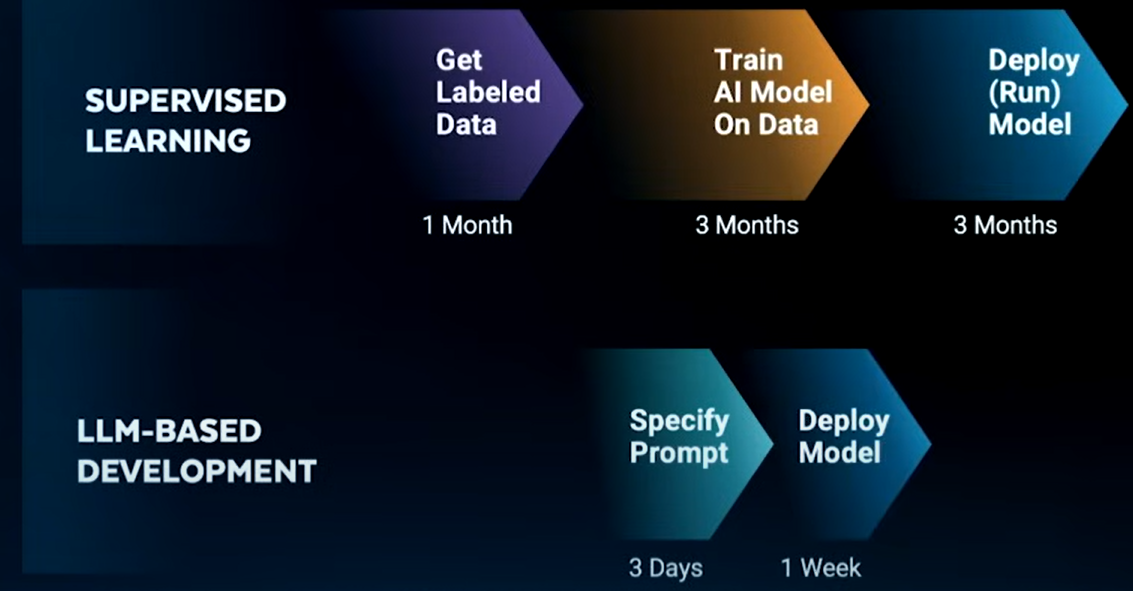 SUPERVISED
LEARNING
Get
Labeled
Data
1 Month
Train
AI Model
On Data
3 Months
Deploy
(Run)
Model
3 Months
LLM-BASED
DEVELOPMENT
Specify
Prompt
3 Days
Deploy
Model
1 Week